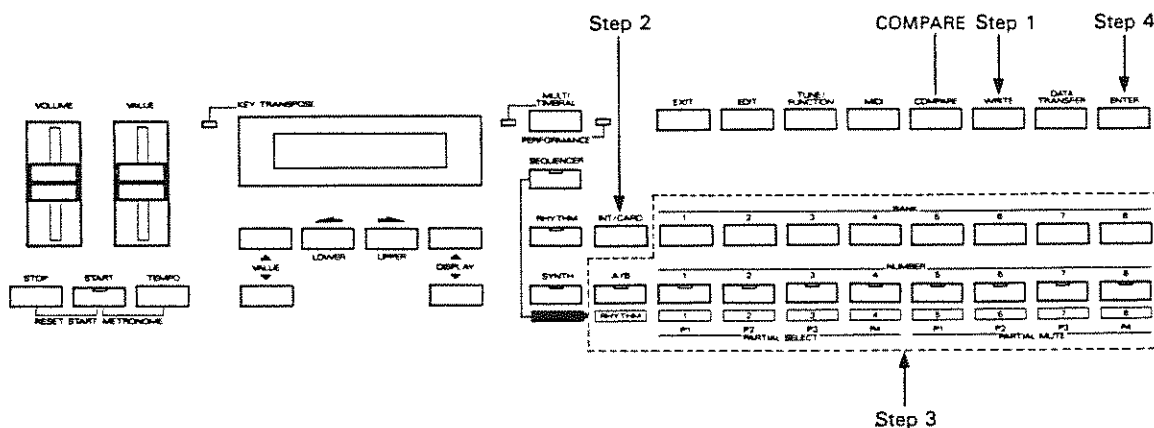 Step 2
COMPARE Step 1
Step 4
VOLUME VALUE
KEY TRANSPOSE
MULTI TIMBRAL
PERFORMANCE
EXIT EDIT TUNE/FUNCTION MIDI COMPARE WRITE DATA TRANSFER ENTER
SEQUENCER
RHYTHM INT/CARD
BANK
1 2 3 4 5 6 7 8
LOWER UPPER
VALUE DISPLAY
STOP START TEMPO
RESET START METRONOME
SYNTH A/B
NUMBER
1 2 3 4 5 6 7 8
RHYTHM 1 2 3 4 5 6 7 8
P1 P2 P3 P4 P1 P2 P3 P4
PARTIAL SELECT PARTIAL MUTE
Step 3